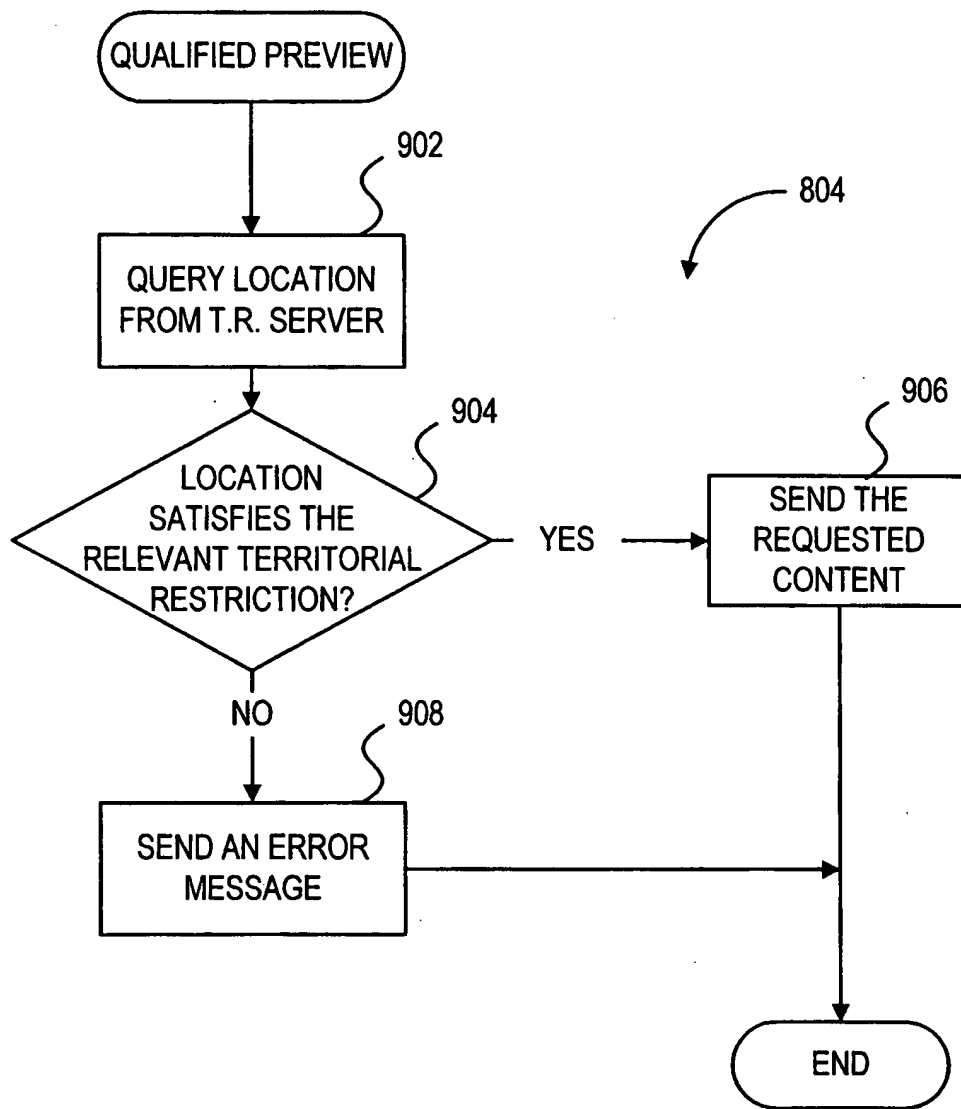 QUALIFIED PREVIEW
902
804
QUERY LOCATION
FROM T.R. SERVER
904
906
LOCATION
SATISFIES THE
RELEVANT TERRITORIAL
RESTRICTION?
YES
SEND THE
REQUESTED
CONTENT
NO
908
SEND AN ERROR
MESSAGE
END